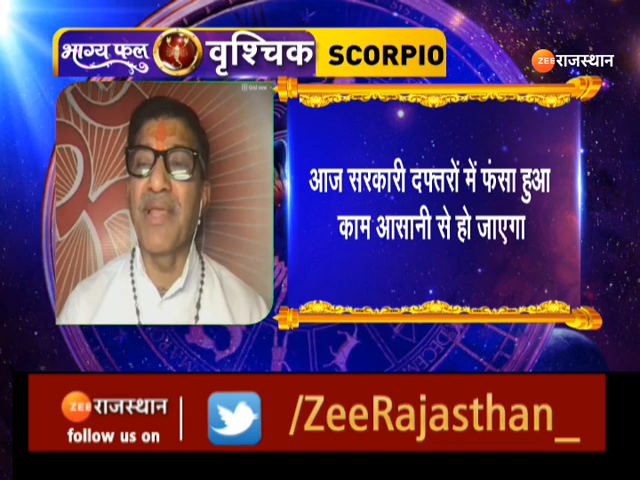 भाग्य फल वृश्चिक SCORPIO
ZEE राजस्थान
आज सरकारी दफ्तरों में फंसा हुआ
काम आसानी से हो जाएगा
ZEE राजस्थान
follow us on
/ZeeRajasthan_